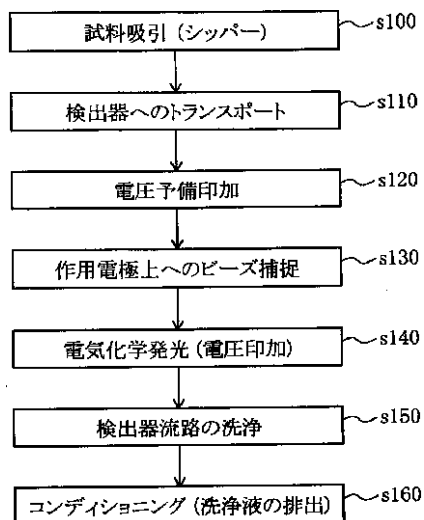 試料吸引(シッパー) s100
検出器へのトランスポート s110
電圧予備印加 s120
作用電極上へのビーズ捕捉 s130
電気化学発光(電圧印加) s140
検出器流路の洗浄 s150
コンディショニング(洗浄液の排出) s160